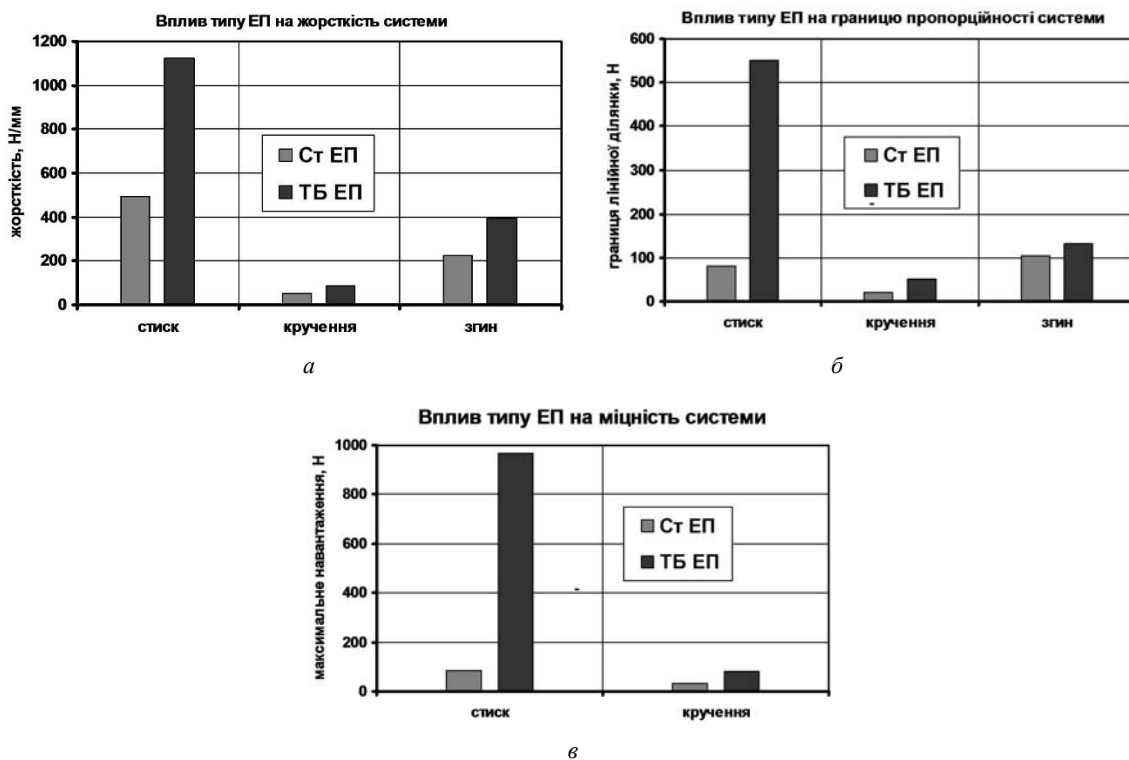 Вплив типу ЕП на жорсткість системи
жорсткість, Н/мм
1200
1000
800
600
400
200
0
Ст ЕП
ТБ ЕП
стиск кручення згин
а
Вплив типу ЕП на границю пропорційності системи
границя лінійної ділянки, Н
600
500
400
300
200
100
0
Ст ЕП
ТБ ЕП
стиск кручення згин
б
Вплив типу ЕП на міцність системи
максимальне навантаження, Н
1000
800
600
400
200
0
Ст ЕП
ТБ ЕП
стиск кручення
в